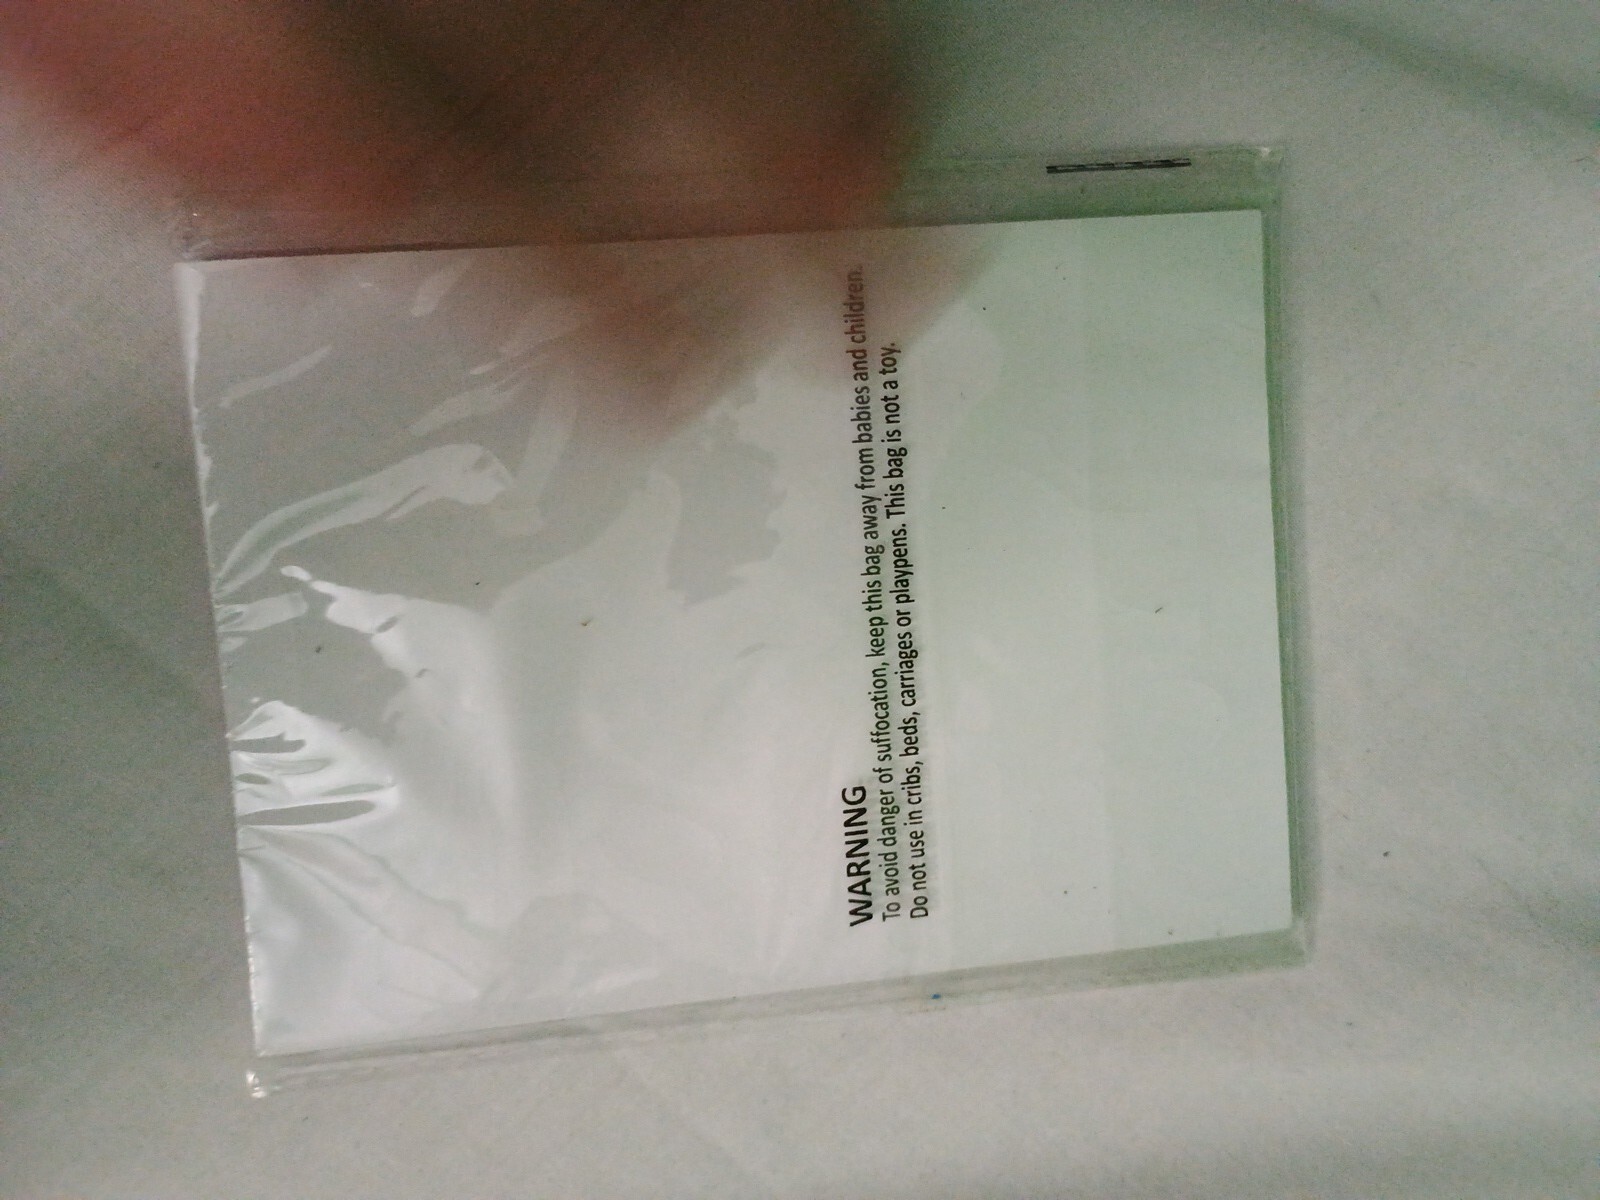 WARNING
To avoid danger of suffocation, keep this bag away from babies and children.
Do not use in cribs, beds, carriages or playpens. This bag is not a toy.